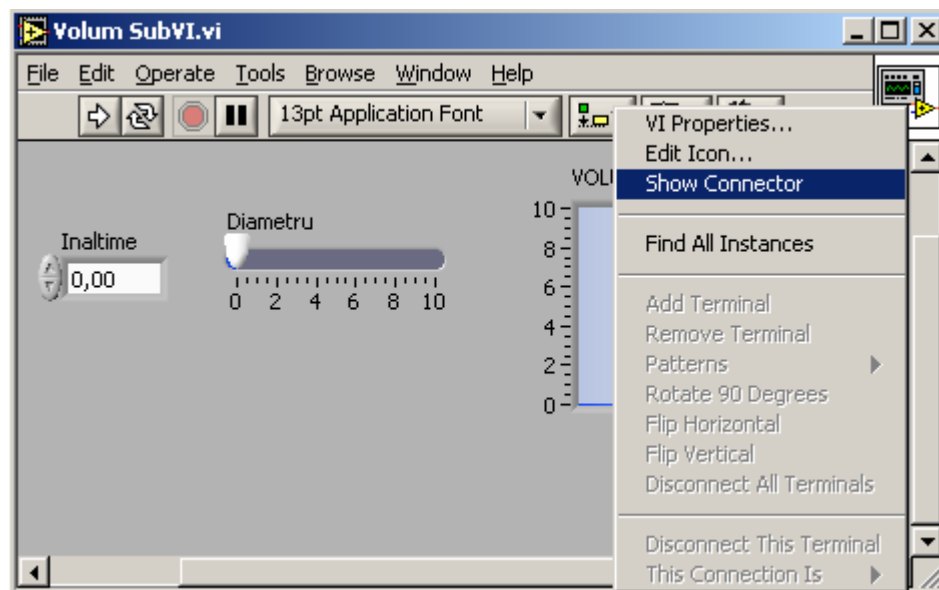 Volum SubVI.vi
File Edit Operate Tools Browse Window Help
13pt Application Font
VI Properties...
Edit Icon...
Show Connector
Find All Instances
Add Terminal
Remove Terminal
Patterns
Rotate 90 Degrees
Flip Horizontal
Flip Vertical
Disconnect All Terminals
Disconnect This Terminal
This Connection Is
Inaltime
0,00
Diametru
0 2 4 6 8 10
VOLU
10
8
6
4
2
0